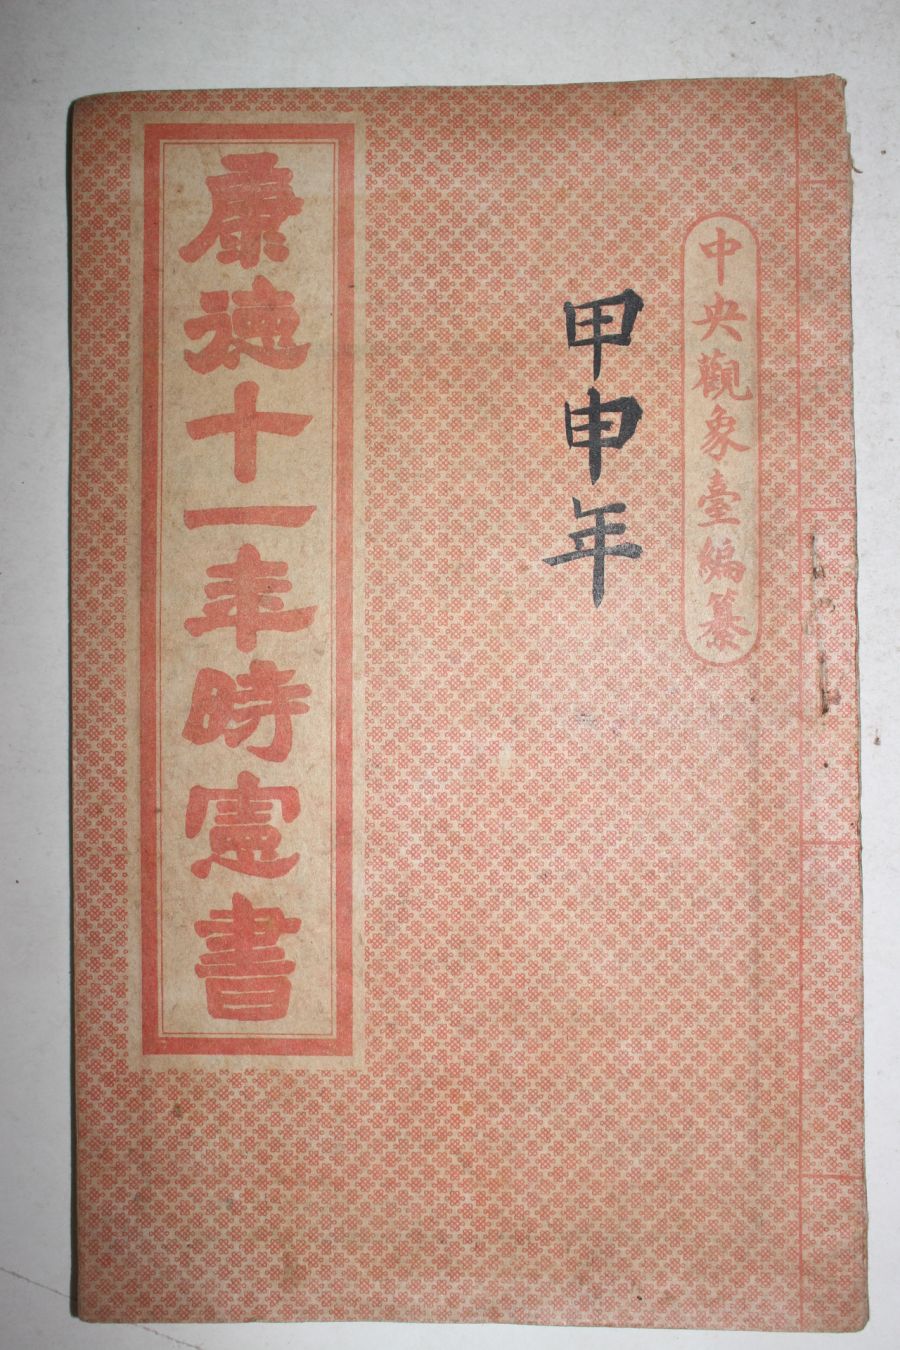 中央觀象臺編纂
甲申年
康德十一年時憲書